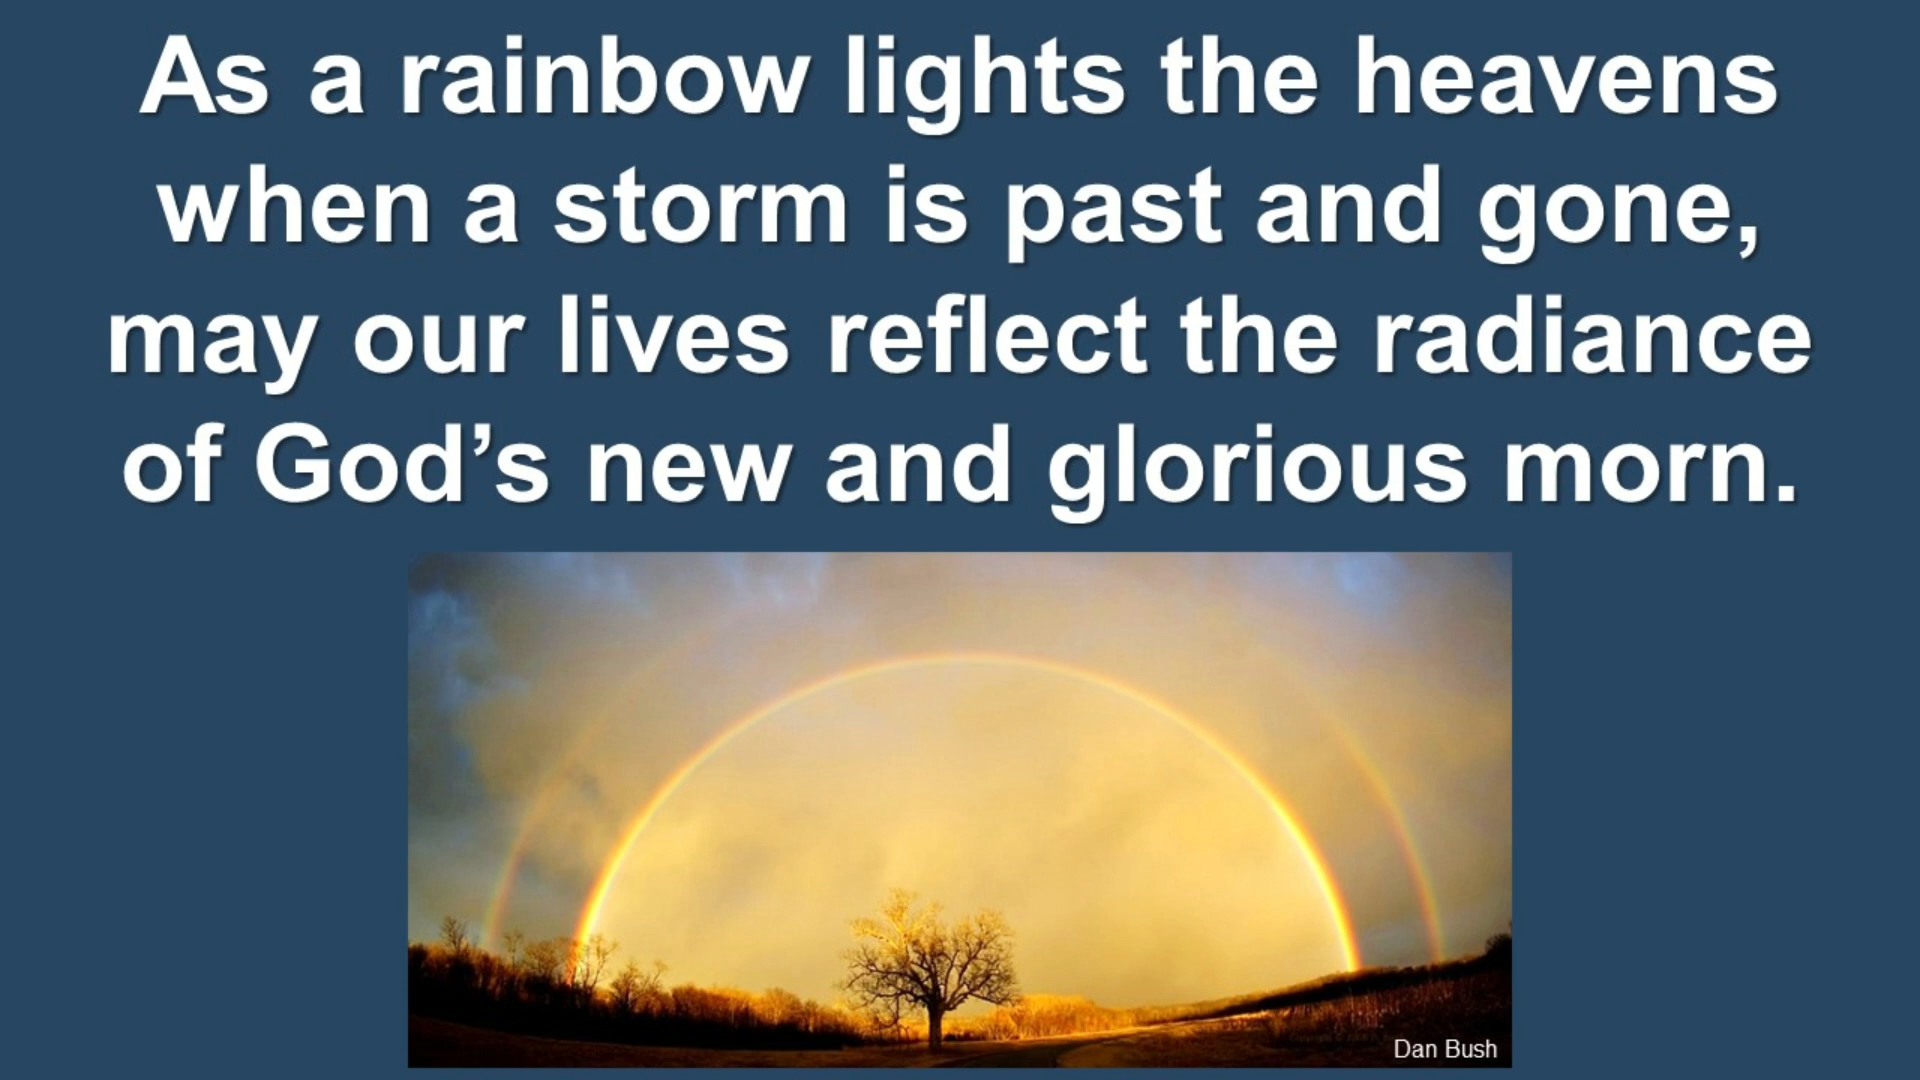 As a rainbow lights the heavens
when a storm is past and gone,
may our lives reflect the radiance
of God’s new and glorious morn.
Dan Bush